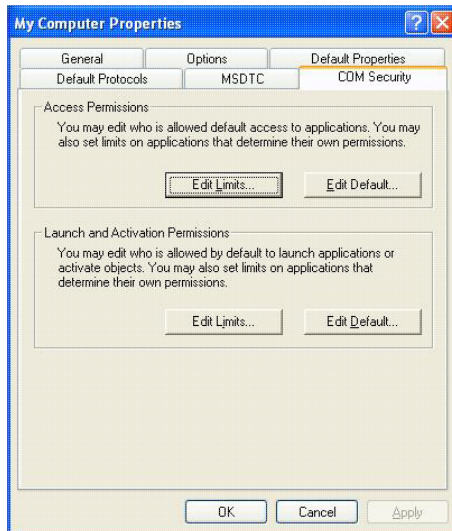 My Computer Properties
General Options Default Properties
Default Protocols MSDTC COM Security
Access Permissions
You may edit who is allowed default access to applications. You may
also set limits on applications that determine their own permissions.
Edit Limits... Edit Default...
Launch and Activation Permissions
You may edit who is allowed by default to launch applications or
activate objects. You may also set limits on applications that
determine their own permissions.
Edit Limits... Edit Default...
OK Cancel Apply